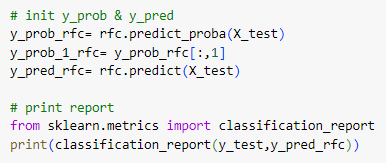 # init y_prob & y_pred
y_prob_rfc= rfc.predict_proba(X_test)
y_prob_1_rfc= y_prob_rfc[:,1]
y_pred_rfc= rfc.predict(X_test)

# print report
from sklearn.metrics import classification_report
print(classification_report(y_test,y_pred_rfc))